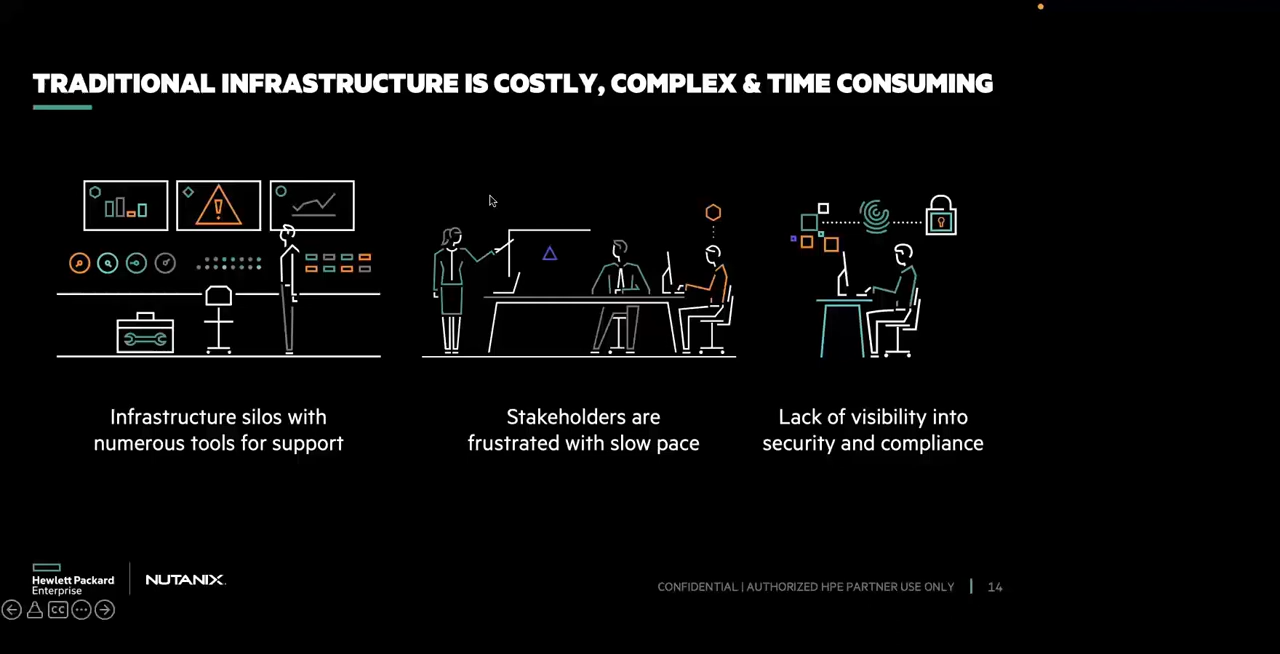 TRADITIONAL INFRASTRUCTURE IS COSTLY, COMPLEX & TIME CONSUMING
Infrastructure silos with
numerous tools for support
Stakeholders are
frustrated with slow pace
Lack of visibility into
security and compliance
Hewlett Packard
Enterprise
NUTANIX
CONFIDENTIAL | AUTHORIZED HPE PARTNER USE ONLY
14
CC